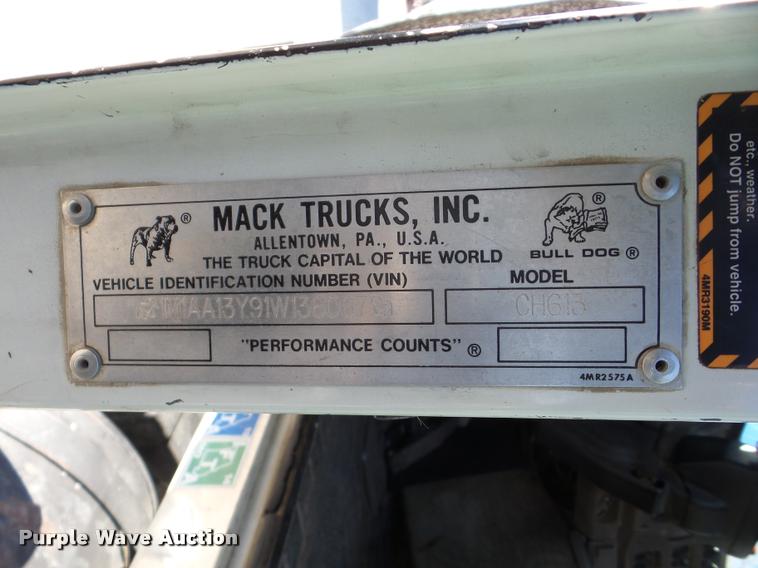 MACK TRUCKS, INC.
ALLENTOWN, PA., U.S.A.
THE TRUCK CAPITAL OF THE WORLD
BULL DOG ®
VEHICLE IDENTIFICATION NUMBER (VIN)
MODEL
CH613
"PERFORMANCE COUNTS" ®
4MR2575A
etc., weather.
Do NOT jump from vehicle.
4MR3190M
Purple Wave Auction